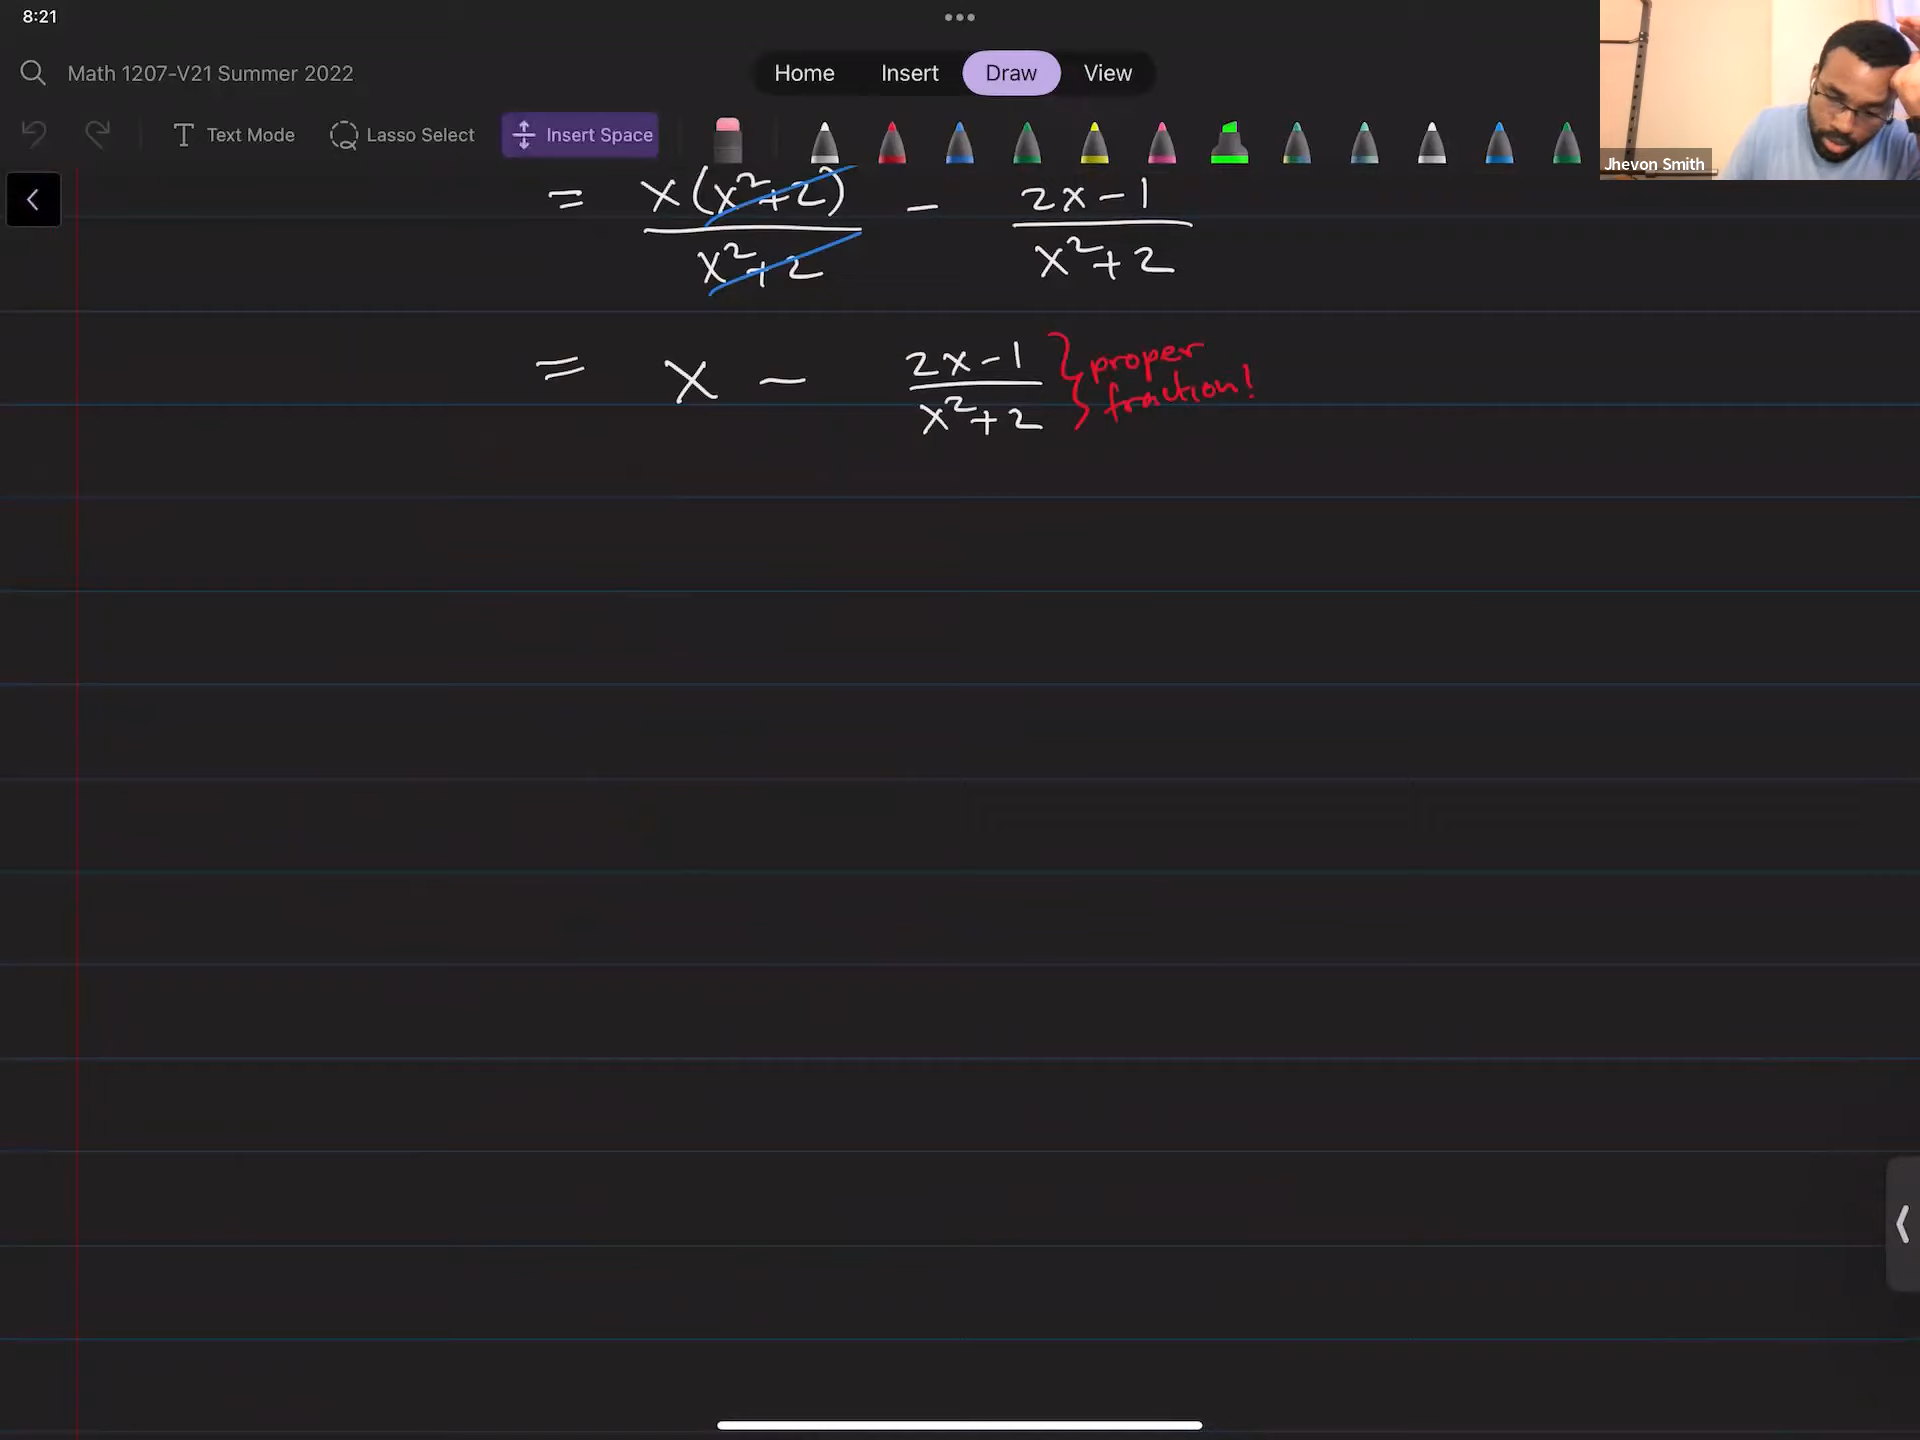 8:21
Math 1207-V21 Summer 2022
Home Insert Draw View
Text Mode Lasso Select Insert Space
Jhevon Smith
= x(x²+2)/(x²+2) - (2x-1)/(x²+2)
= x - (2x-1)/(x²+2) } proper
fraction!